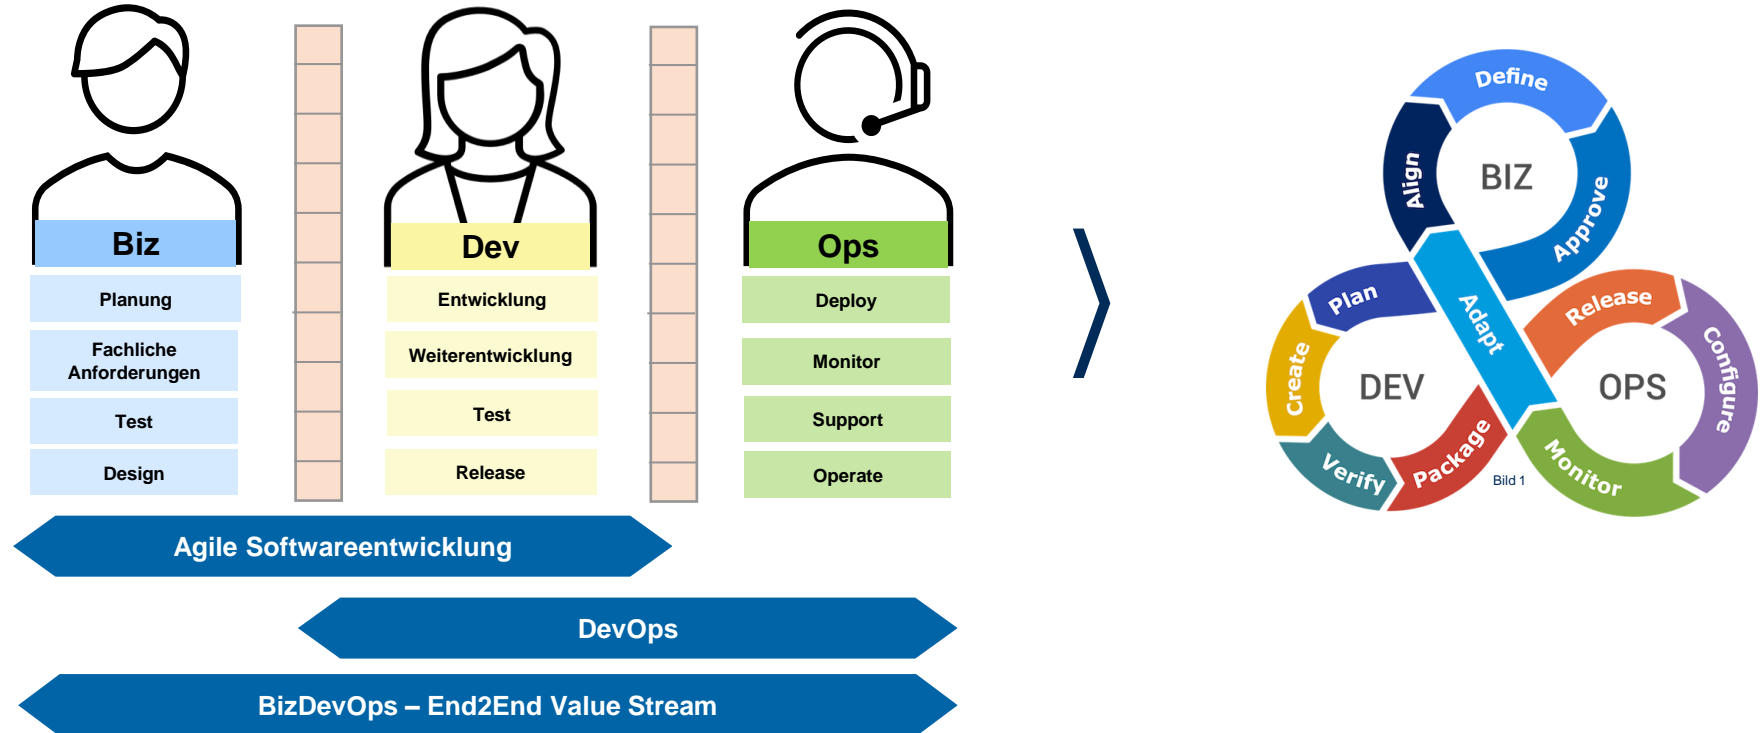 Biz
Planung
Fachliche
Anforderungen
Test
Design
Dev
Entwicklung
Weiterentwicklung
Test
Release
Ops
Deploy
Monitor
Support
Operate
Agile Softwareentwicklung
DevOps
BizDevOps – End2End Value Stream
Define
Align
BIZ
Approve
Adapt
Plan
Create
DEV
Verify
Package
Release
Configure
OPS
Monitor
Bild 1